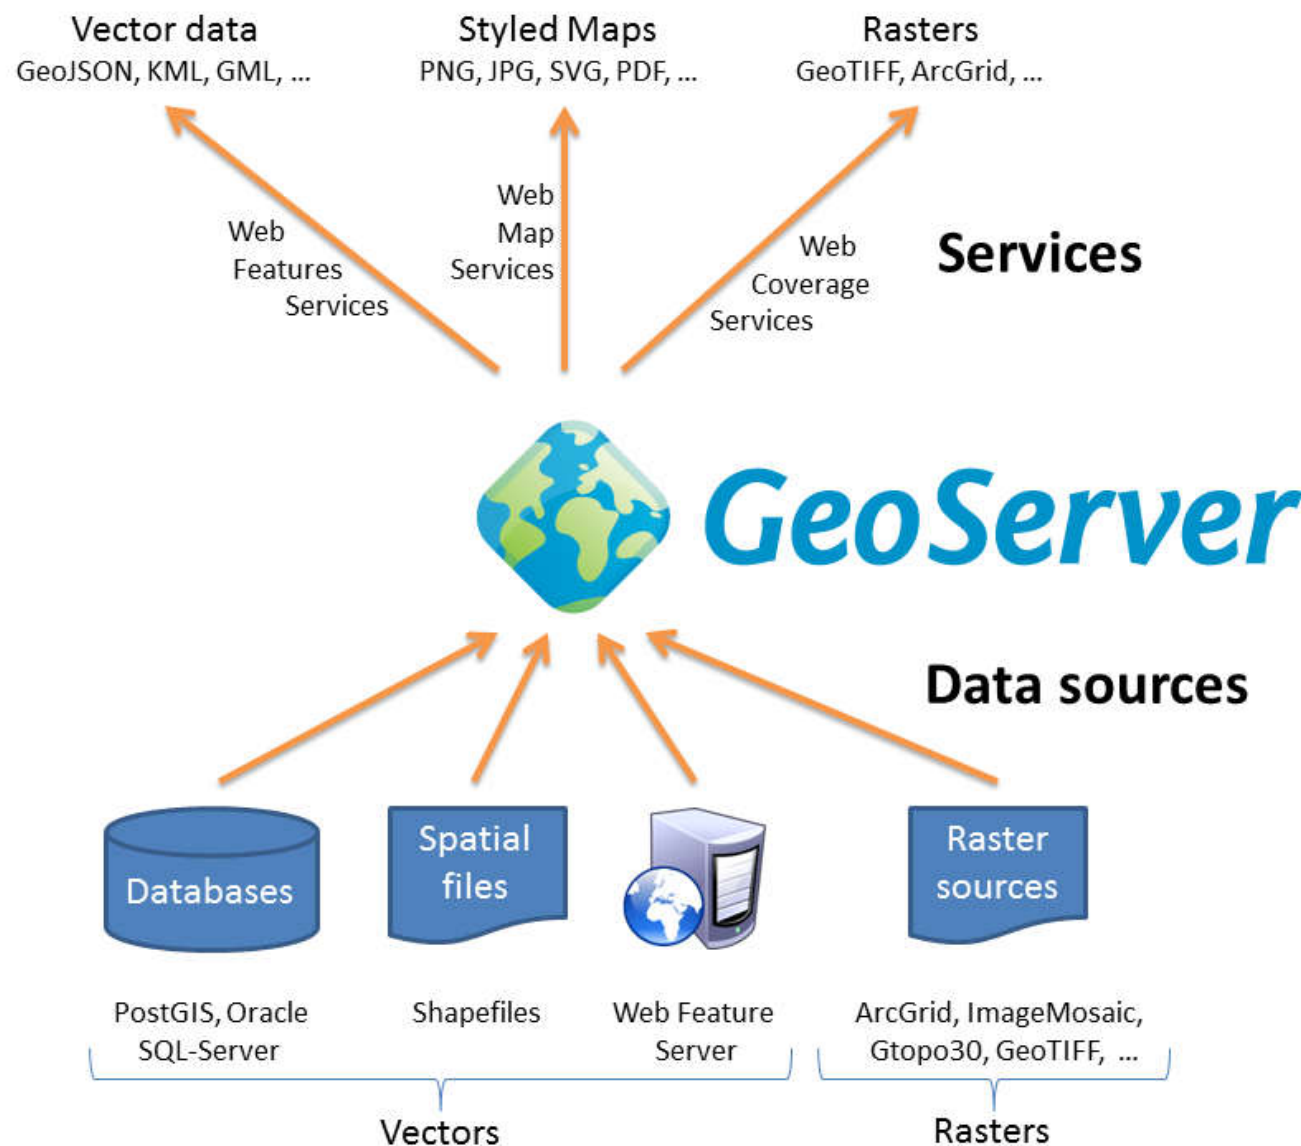 Vector data
GeoJSON, KML, GML, ...
Styled Maps
PNG, JPG, SVG, PDF, ...
Rasters
GeoTIFF, ArcGrid, ...
Web
Features
Services
Web
Map
Services
Web
Coverage
Services
Services
GeoServer
Data sources
Databases
Spatial
files
Raster
sources
PostGIS, Oracle
SQL-Server
Shapefiles
Web Feature
Server
ArcGrid, ImageMosaic,
Gtopo30, GeoTIFF, ...
Vectors
Rasters